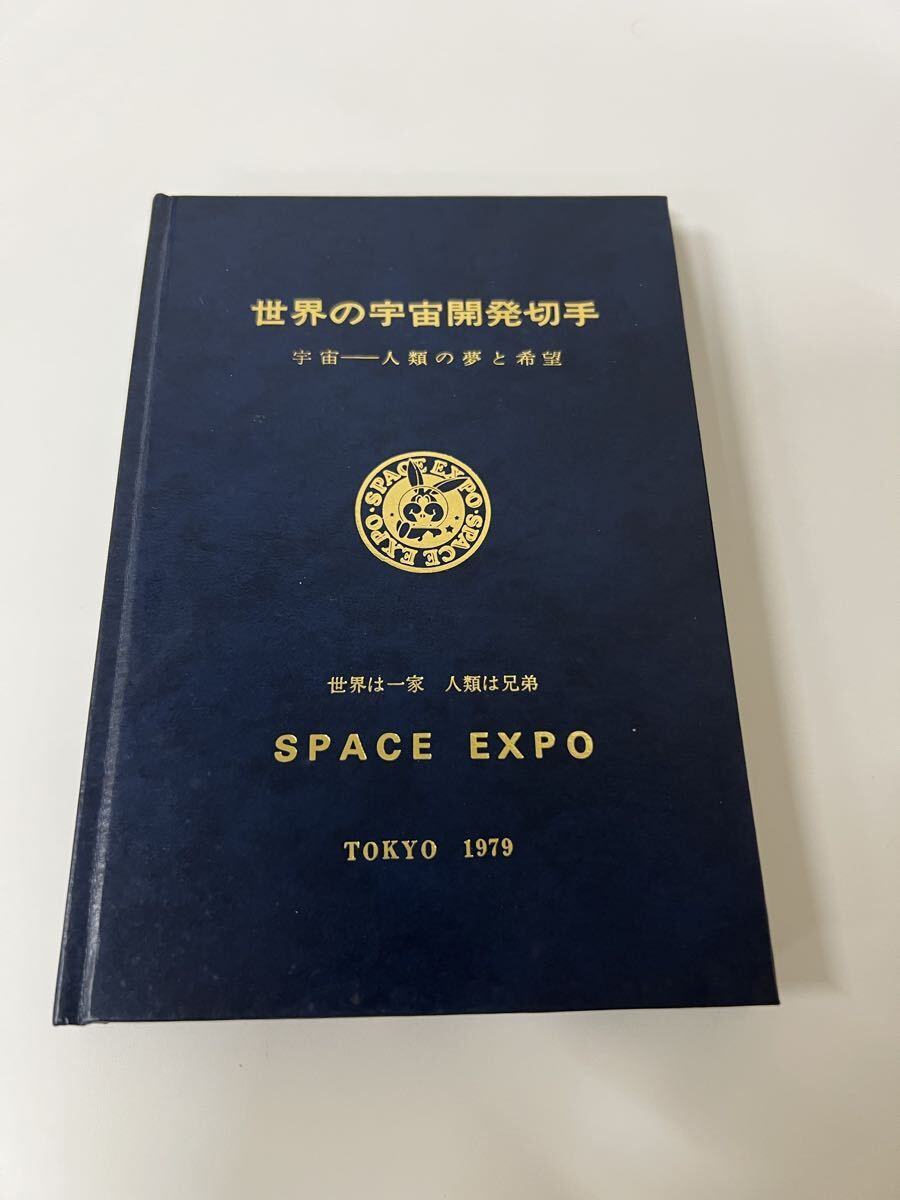 世界の宇宙開発切手
宇宙——人類の夢と希望
SPACE EXPO・SPACE EXPO・
世界は一家 人類は兄弟
SPACE EXPO
TOKYO 1979